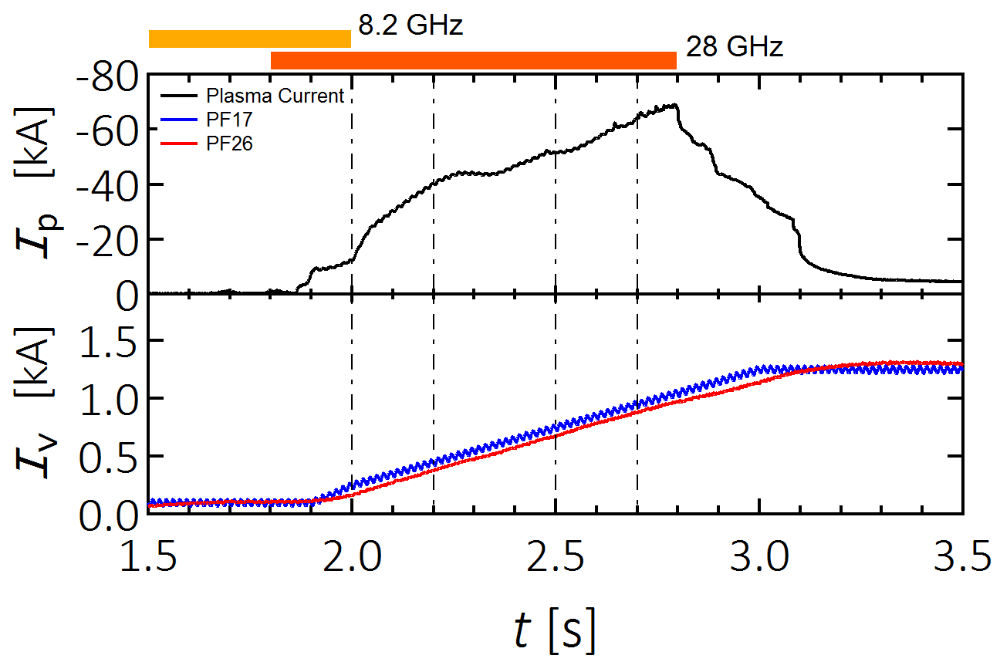 8.2 GHz
28 GHz
-80
-60
-40
-20
0
Ip [kA]
Plasma Current
PF17
PF26
1.5
1.0
0.5
0.0
Iv [kA]
1.5 2.0 2.5 3.0 3.5
t [s]